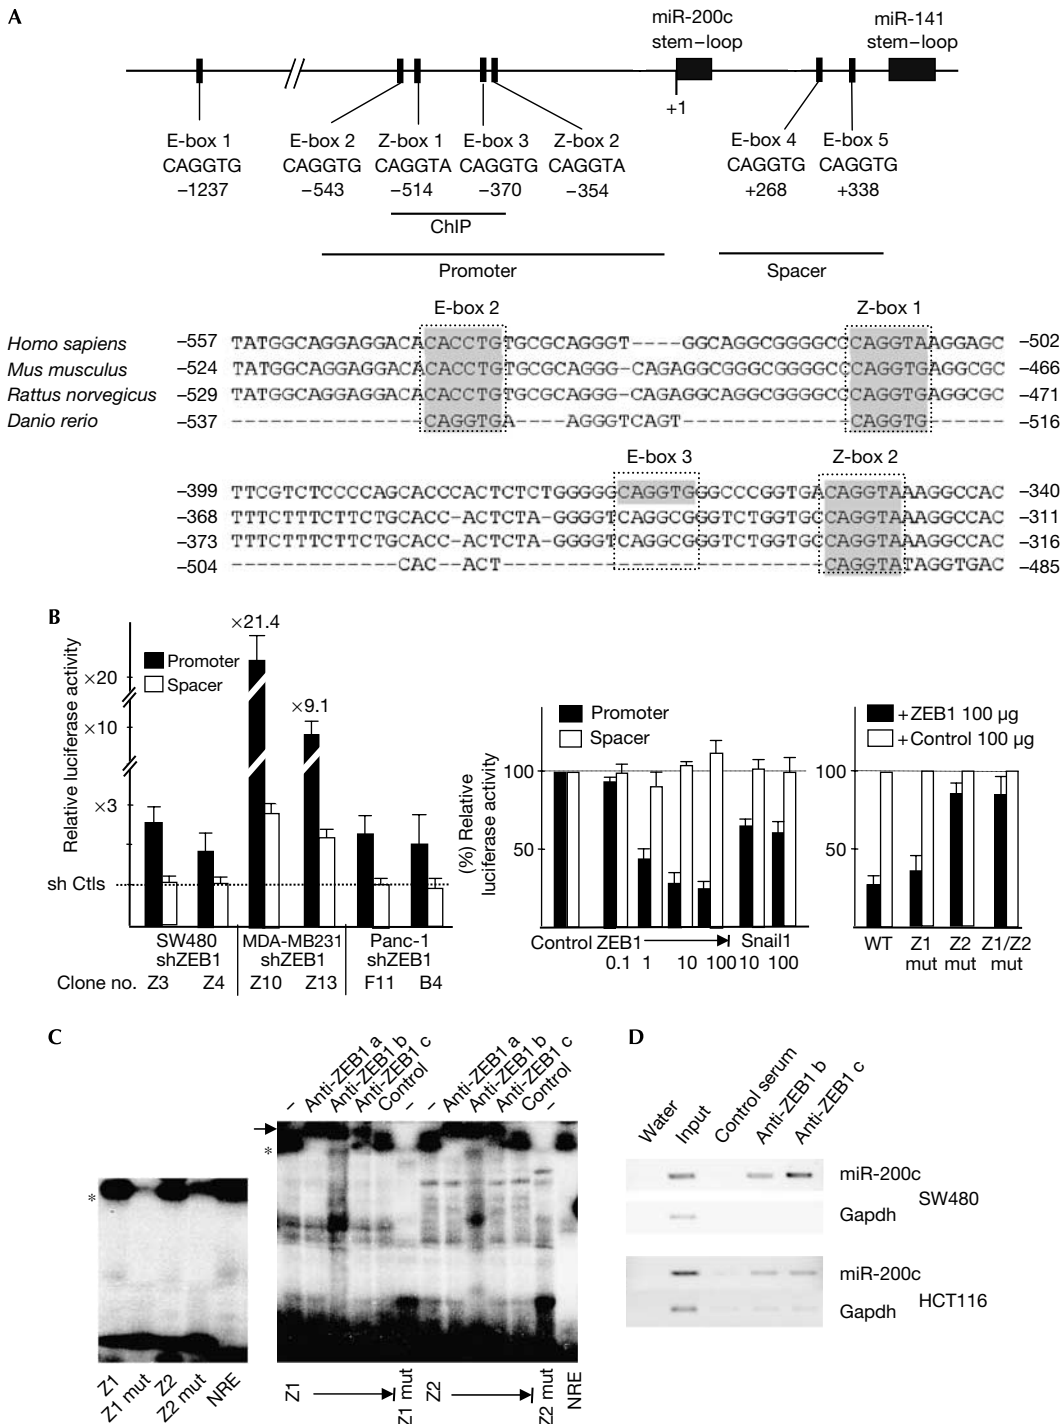 A
miR-200c stem–loop
miR-141 stem–loop
+1
E-box 1 CAGGTG −1237
E-box 2 CAGGTG −543
Z-box 1 CAGGTA −514
E-box 3 CAGGTG −370
Z-box 2 CAGGTA −354
E-box 4 CAGGTG +268
E-box 5 CAGGTG +338
ChIP
Promoter
Spacer
E-box 2
Z-box 1
Homo sapiens −557 TATGGCAGGAGGACACACCTGTGCGCAGGGT----GGCAGGCGGGGCCCAGGTAAGGAGC −502
Mus musculus −524 TATGGCAGGAGGACACACCTGTGCGCAGGG-CAGAGGCGGGCGGGGCCCAGGTGAGGCGC −466
Rattus norvegicus −529 TATGGCAGGAGGACACACCTGTGCGCAGGG-CAGAGGCAGGCGGGGCCCAGGTGAGGCGC −471
Danio rerio −537 ---------------CAGGTGA----AGGGTCAGT-------------CAGGTG------ −516
E-box 3
Z-box 2
−399 TTCGTCTCCCCAGCACCCACTCTCTGGGGGCAGGTGGGCCCGGTGACAGGTAAAGGCCAC −340
−368 TTTCTTTCTTCTGCACC-ACTCTA-GGGGTCAGGCGGGTCTGGTGCCAGGTAAAGGCCAC −311
−373 TTTCTTTCTTCTGCACC-ACTCTA-GGGGTCAGGCGGGTCTGGTGCCAGGTAAAGGCCAC −316
−504 -------------CAC-ACT-------------------------CAGGTATAGGTGAC −485
B
Relative luciferase activity
×20
×10
×3
sh Ctls
Promoter
Spacer
×21.4
×9.1
SW480 shZEB1
MDA-MB231 shZEB1
Panc-1 shZEB1
Clone no. Z3 Z4 Z10 Z13 F11 B4
(%) Relative luciferase activity
100
50
Promoter
Spacer
Control ZEB1 Snail1
0.1 1 10 100 10 100
+ZEB1 100 µg
+Control 100 µg
100
50
WT
Z1 mut
Z2 mut
Z1/Z2 mut
C
*
Z1
Z1 mut
Z2
Z2 mut
NRE
– Anti-ZEB1 a Anti-ZEB1 b Anti-ZEB1 c Control –
– Anti-ZEB1 a Anti-ZEB1 b Anti-ZEB1 c Control –
*
Z1
Z1 mut
Z2
Z2 mut
NRE
D
Water
Input
Control serum
Anti-ZEB1 b
Anti-ZEB1 c
miR-200c
Gapdh
SW480
miR-200c
Gapdh
HCT116